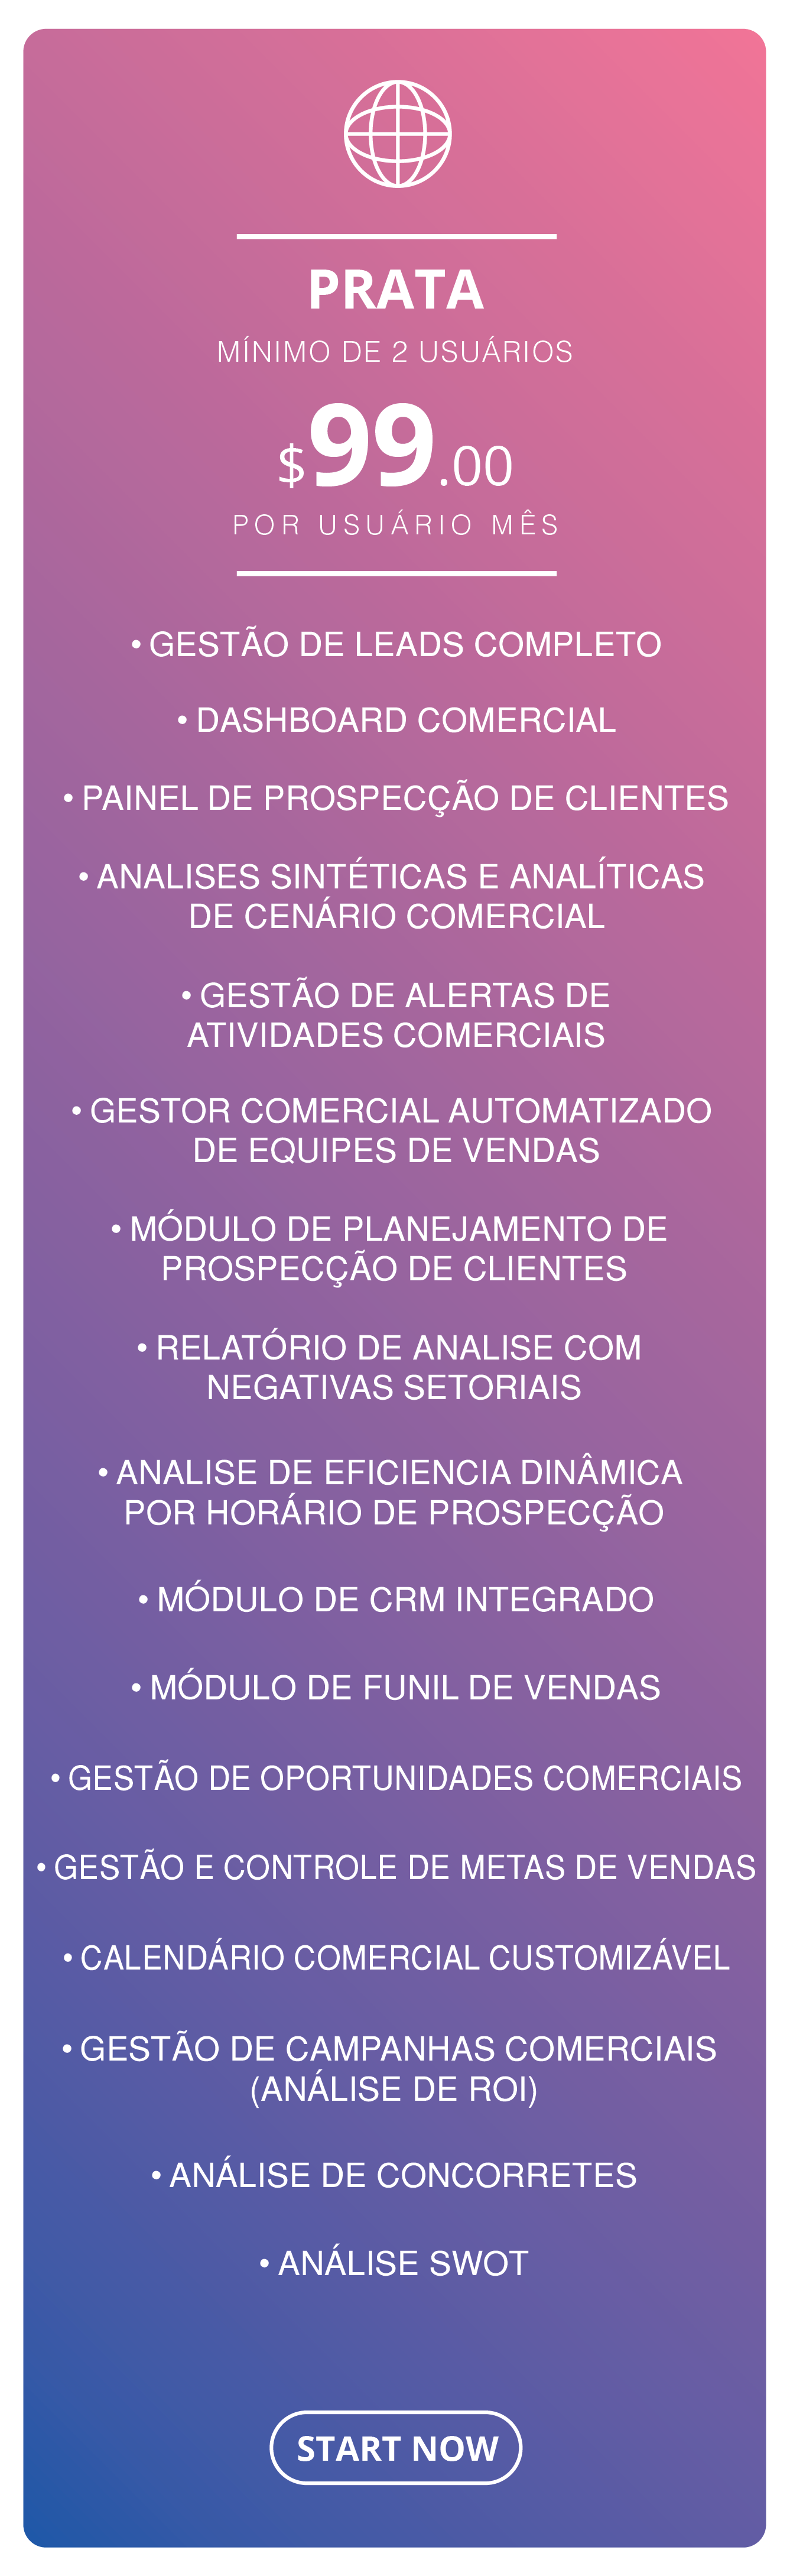 PRATA
MÍNIMO DE 2 USUÁRIOS
$99.00
POR USUÁRIO MÊS
• GESTÃO DE LEADS COMPLETO
• DASHBOARD COMERCIAL
• PAINEL DE PROSPECÇÃO DE CLIENTES
• ANALISES SINTÉTICAS E ANALÍTICAS
DE CENÁRIO COMERCIAL
• GESTÃO DE ALERTAS DE
ATIVIDADES COMERCIAIS
• GESTOR COMERCIAL AUTOMATIZADO
DE EQUIPES DE VENDAS
• MÓDULO DE PLANEJAMENTO DE
PROSPECÇÃO DE CLIENTES
• RELATÓRIO DE ANALISE COM
NEGATIVAS SETORIAIS
• ANALISE DE EFICIENCIA DINÂMICA
POR HORÁRIO DE PROSPECÇÃO
• MÓDULO DE CRM INTEGRADO
• MÓDULO DE FUNIL DE VENDAS
• GESTÃO DE OPORTUNIDADES COMERCIAIS
• GESTÃO E CONTROLE DE METAS DE VENDAS
• CALENDÁRIO COMERCIAL CUSTOMIZÁVEL
• GESTÃO DE CAMPANHAS COMERCIAIS
(ANÁLISE DE ROI)
• ANÁLISE DE CONCORRETES
• ANÁLISE SWOT
START NOW